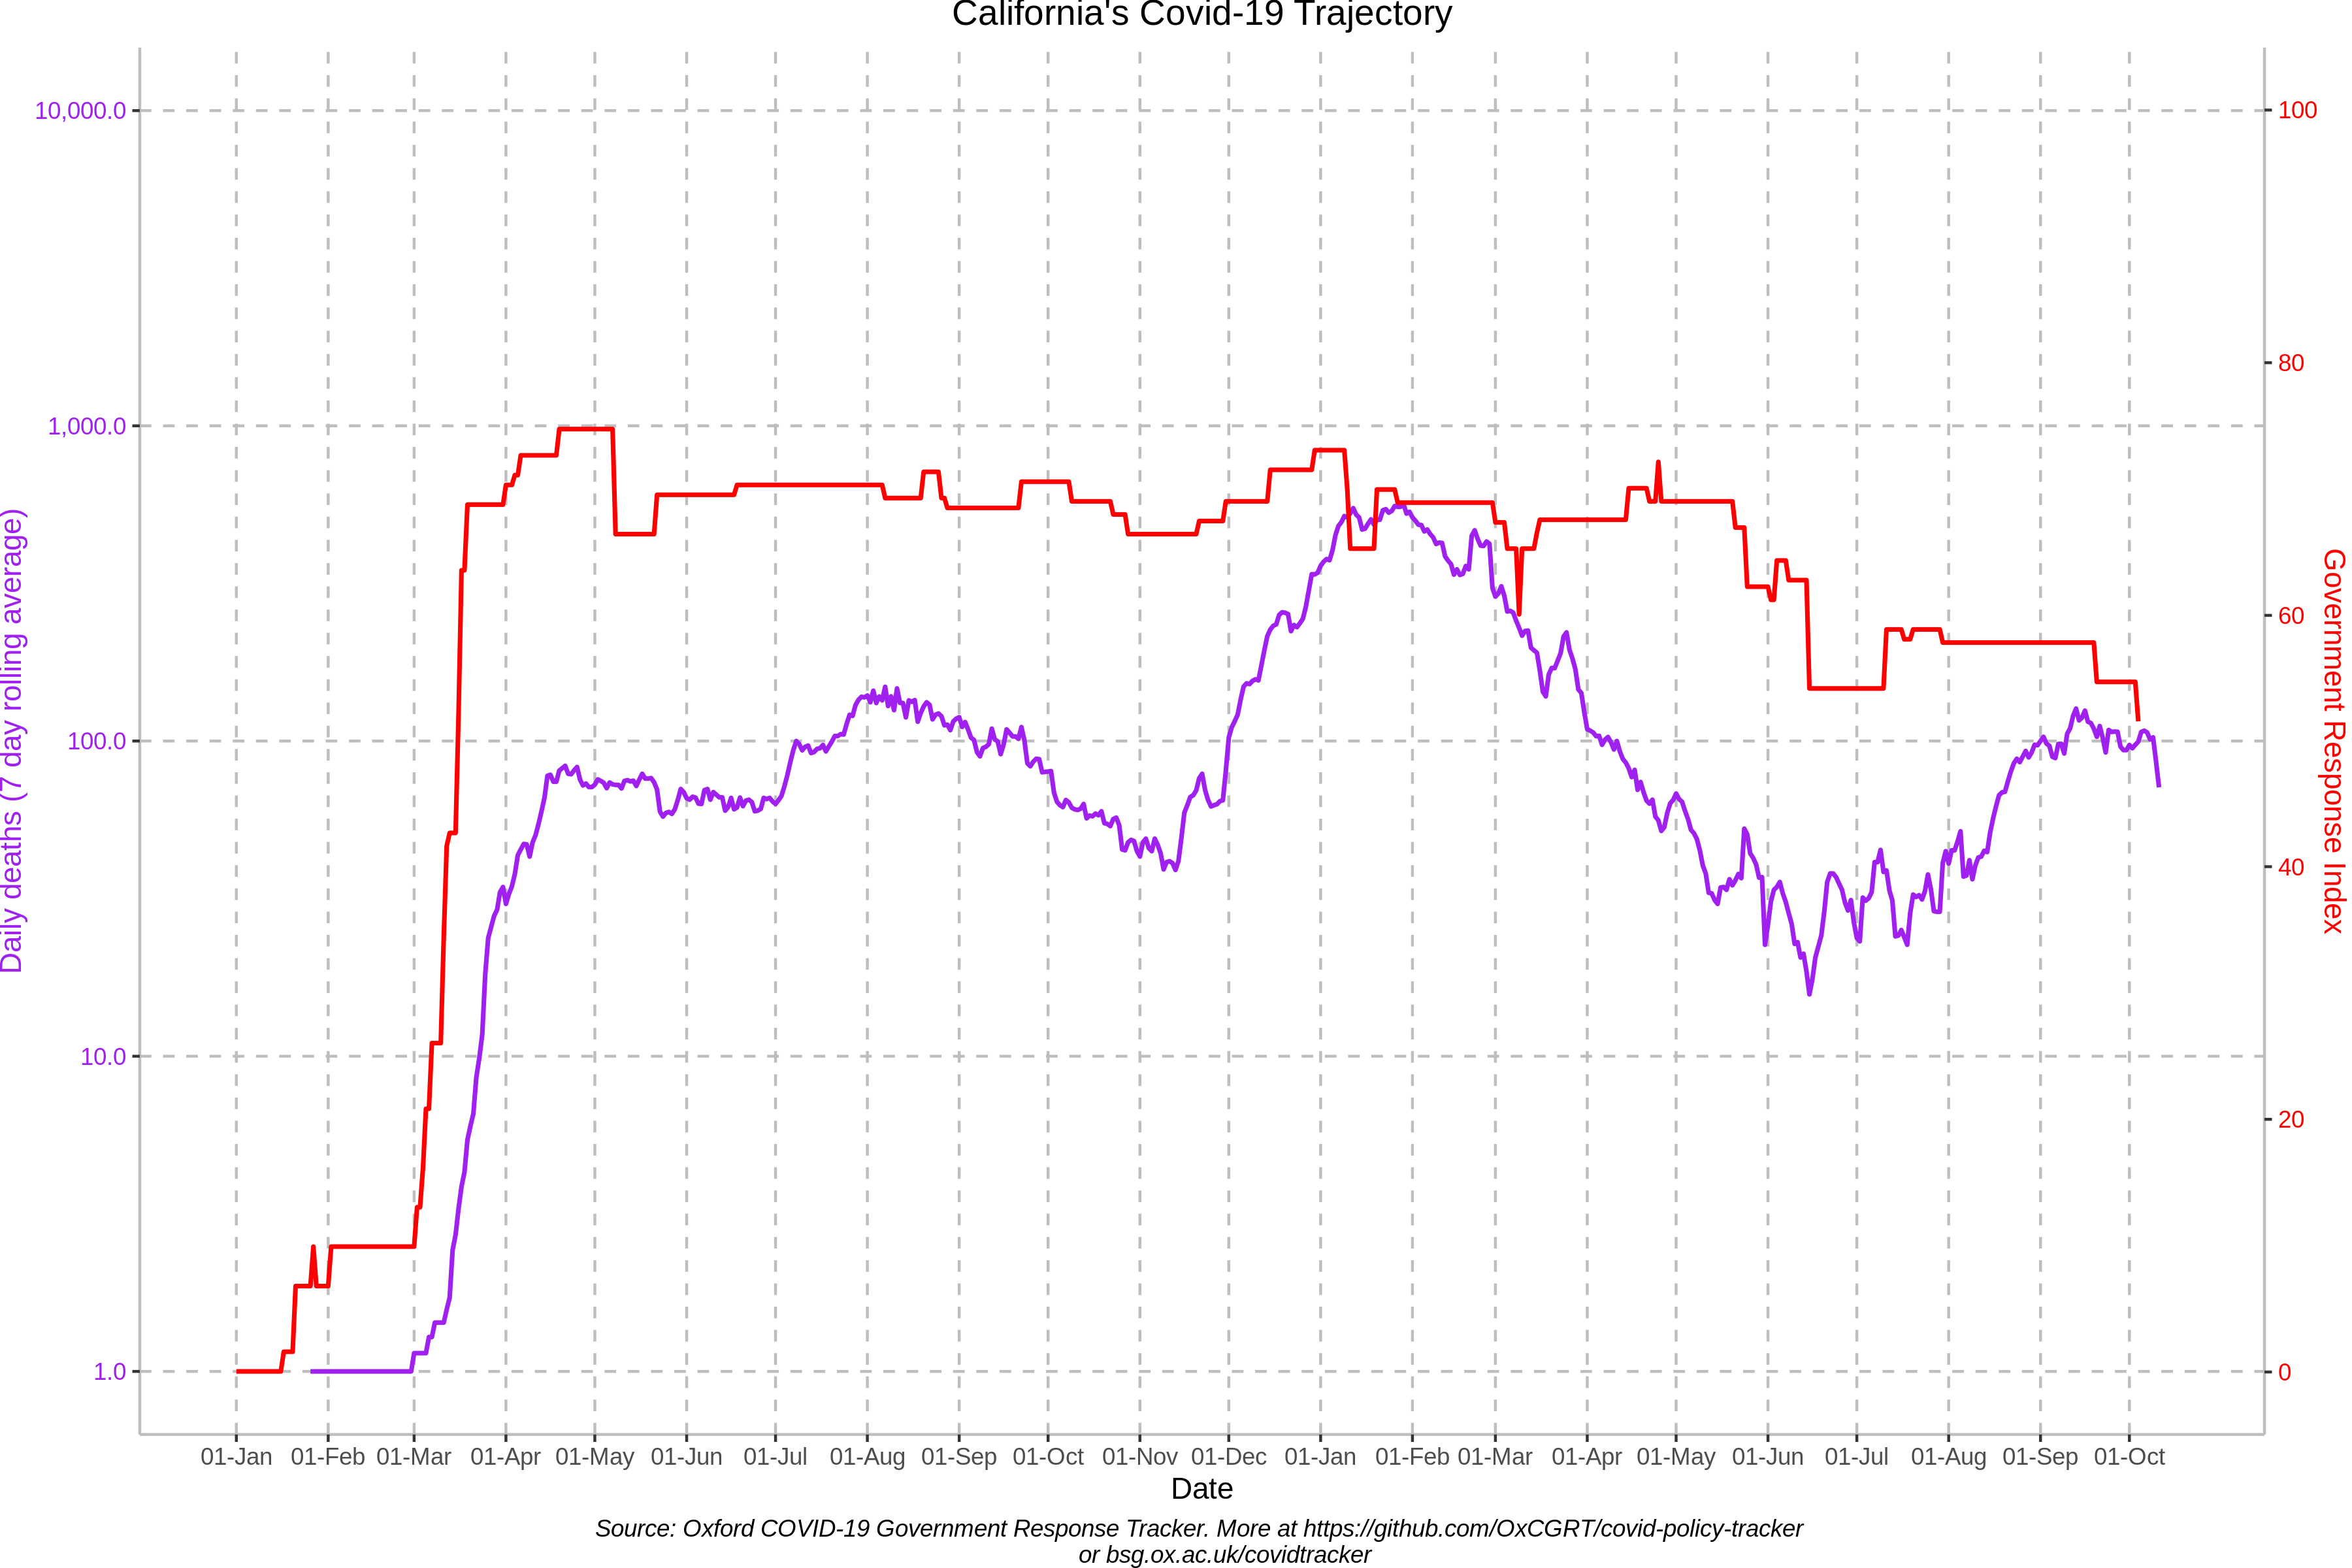 California's Covid-19 Trajectory
10,000.0
1,000.0
100.0
10.0
1.0
Daily deaths (7 day rolling average)
100
80
60
40
20
0
Government Response Index
01-Jan 01-Feb 01-Mar 01-Apr 01-May 01-Jun 01-Jul 01-Aug 01-Sep 01-Oct 01-Nov 01-Dec 01-Jan 01-Feb 01-Mar 01-Apr 01-May 01-Jun 01-Jul 01-Aug 01-Sep 01-Oct
Date
Source: Oxford COVID-19 Government Response Tracker. More at https://github.com/OxCGRT/covid-policy-tracker
or bsg.ox.ac.uk/covidtracker